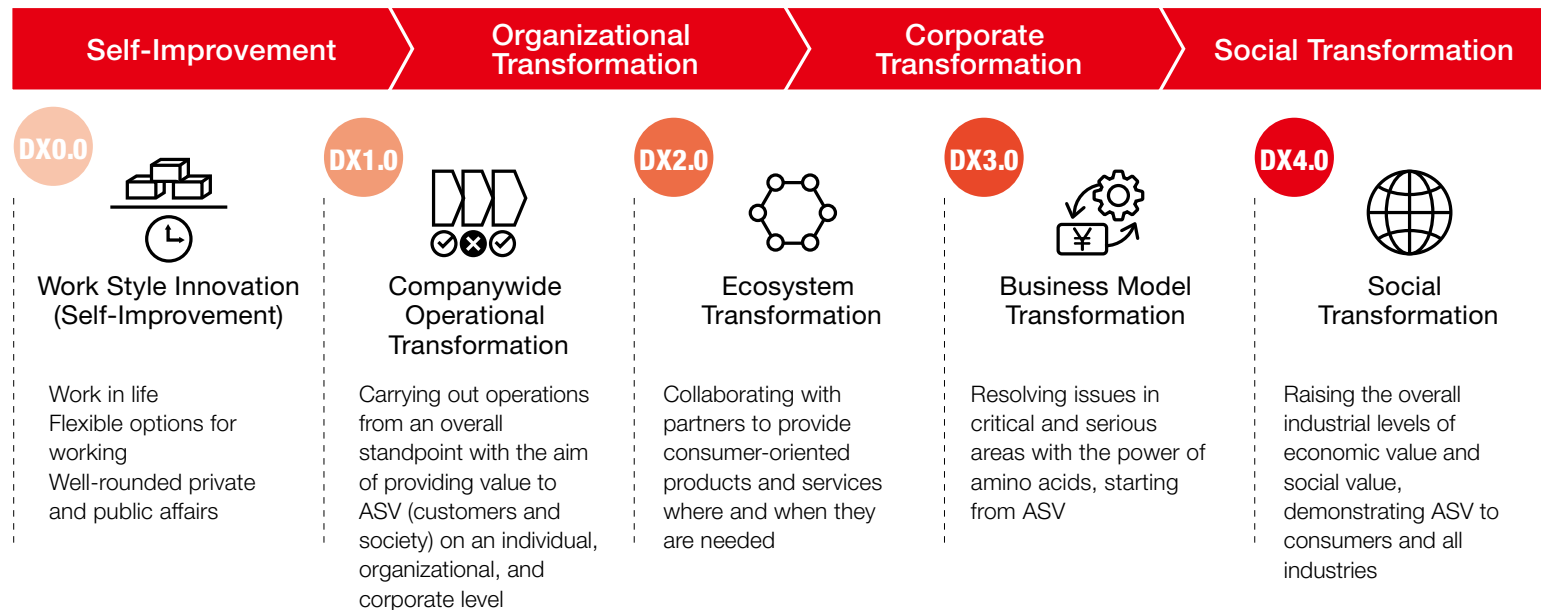 Self-Improvement
Organizational
Transformation
Corporate
Transformation
Social Transformation
DX0.0
Work Style Innovation
(Self-Improvement)
Work in life
Flexible options for
working
Well-rounded private
and public affairs
DX1.0
Companywide
Operational
Transformation
Carrying out operations
from an overall
standpoint with the aim
of providing value to
ASV (customers and
society) on an individual,
organizational, and
corporate level
DX2.0
Ecosystem
Transformation
Collaborating with
partners to provide
consumer-oriented
products and services
where and when they
are needed
DX3.0
¥
Business Model
Transformation
Resolving issues in
critical and serious
areas with the power of
amino acids, starting
from ASV
DX4.0
Social
Transformation
Raising the overall
industrial levels of
economic value and
social value,
demonstrating ASV to
consumers and all
industries